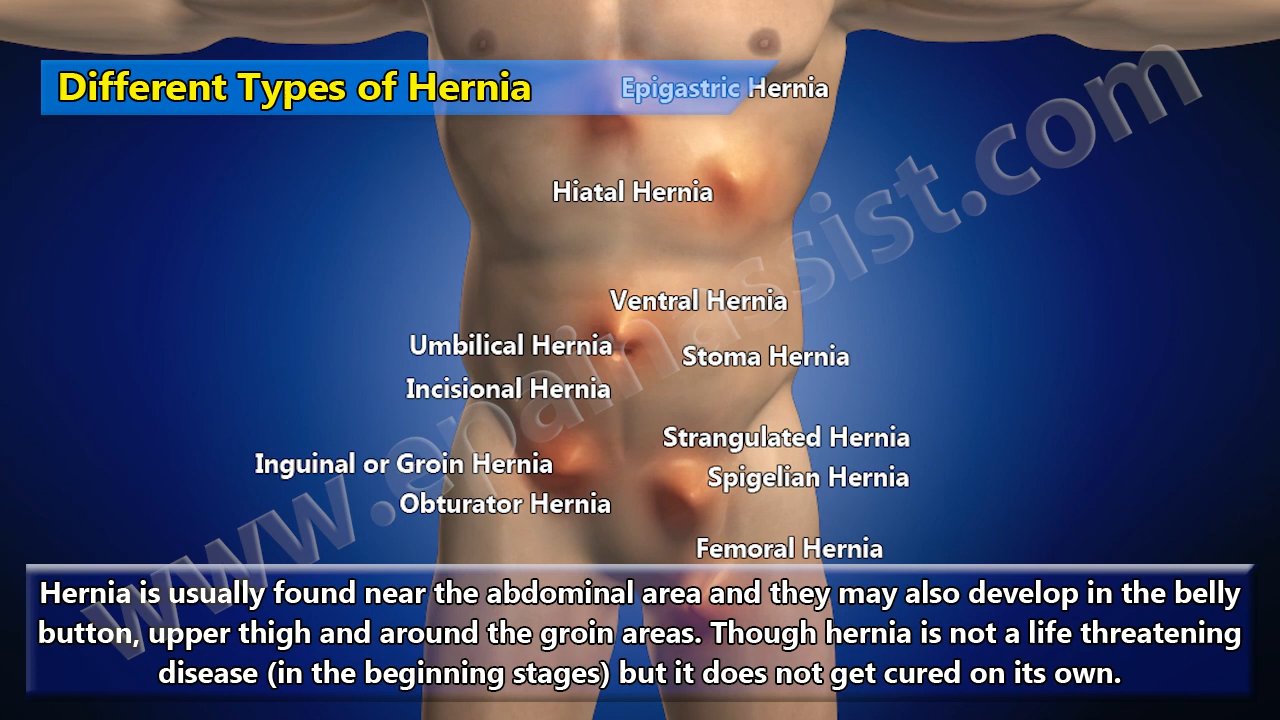 Different Types of Hernia
Epigastric Hernia
Hiatal Hernia
Ventral Hernia
Umbilical Hernia
Stoma Hernia
Incisional Hernia
Strangulated Hernia
Inguinal or Groin Hernia
Spigelian Hernia
Obturator Hernia
Femoral Hernia
Hernia is usually found near the abdominal area and they may also develop in the belly
button, upper thigh and around the groin areas. Though hernia is not a life threatening
disease (in the beginning stages) but it does not get cured on its own.
www.epainassist.com